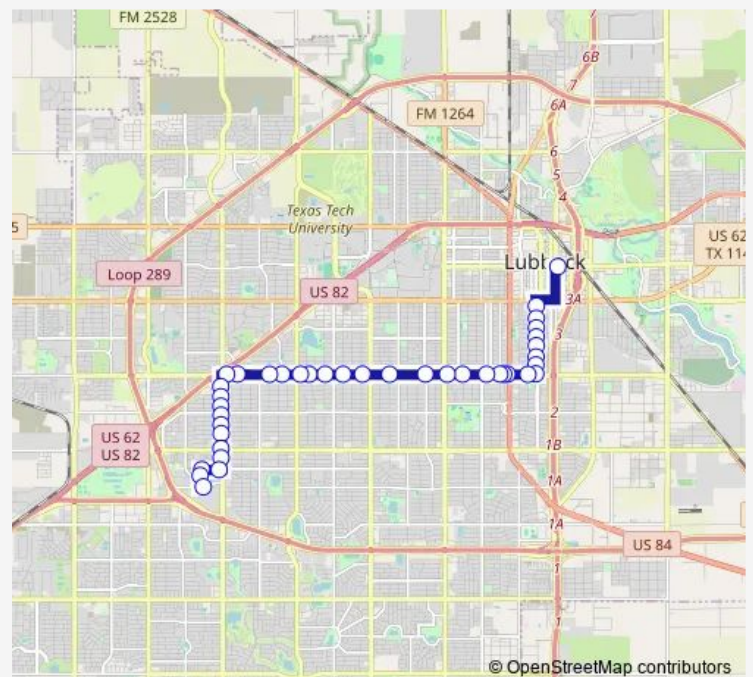 FM 2528
6B
7
6A
FM 1264
6
5
4
Texas Tech
University
5
US 62
TX 114
Lubbock
Loop 289
US 82
3A
3
2
US 62
US 82
1B
1A
1A
US 84
1
1
© OpenStreetMap contributors